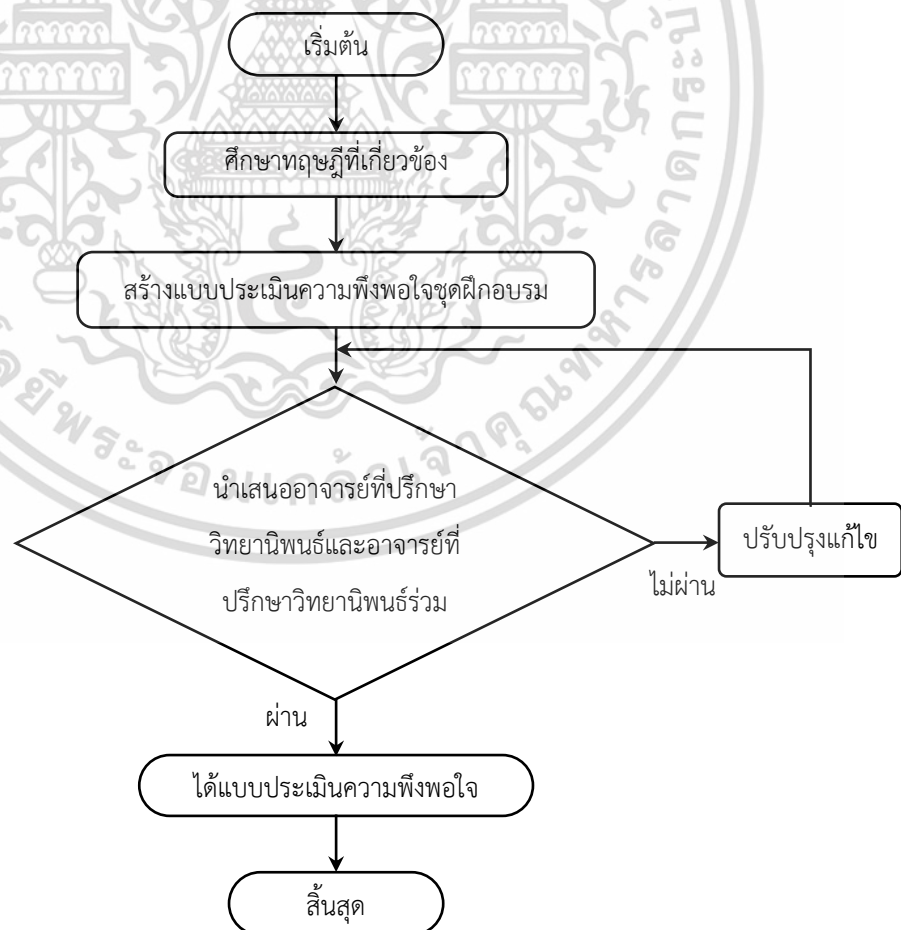 เริ่มต้น
ศึกษาทฤษฎีที่เกี่ยวข้อง
สร้างแบบประเมินความพึงพอใจชุดฝึกอบรม
นำเสนออาจารย์ที่ปรึกษา
วิทยานิพนธ์และอาจารย์ที่
ปรึกษาวิทยานิพนธ์ร่วม
ปรับปรุงแก้ไข
ไม่ผ่าน
ผ่าน
ได้แบบประเมินความพึงพอใจ
สิ้นสุด